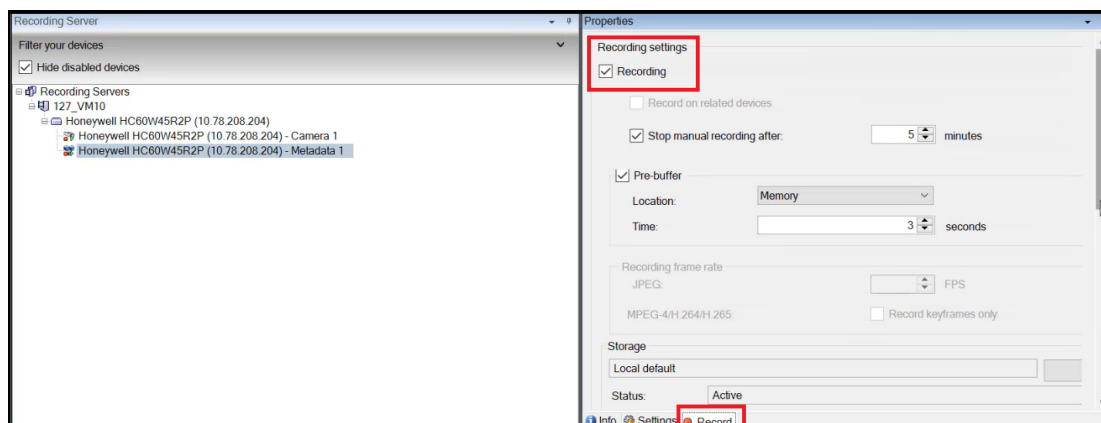 Recording Server
Filter your devices
Hide disabled devices
Recording Servers
127_VM10
Honeywell HC60W45R2P (10.78.208.204)
Honeywell HC60W45R2P (10.78.208.204) - Camera 1
Honeywell HC60W45R2P (10.78.208.204) - Metadata 1
Properties
Recording settings
Recording
Record on related devices
Stop manual recording after: 5 minutes
Pre-buffer
Location: Memory
Time: 3 seconds
Recording frame rate
JPEG: FPS
MPEG-4/H.264/H.265: Record keyframes only
Storage
Local default
Status: Active
Info Settings Record